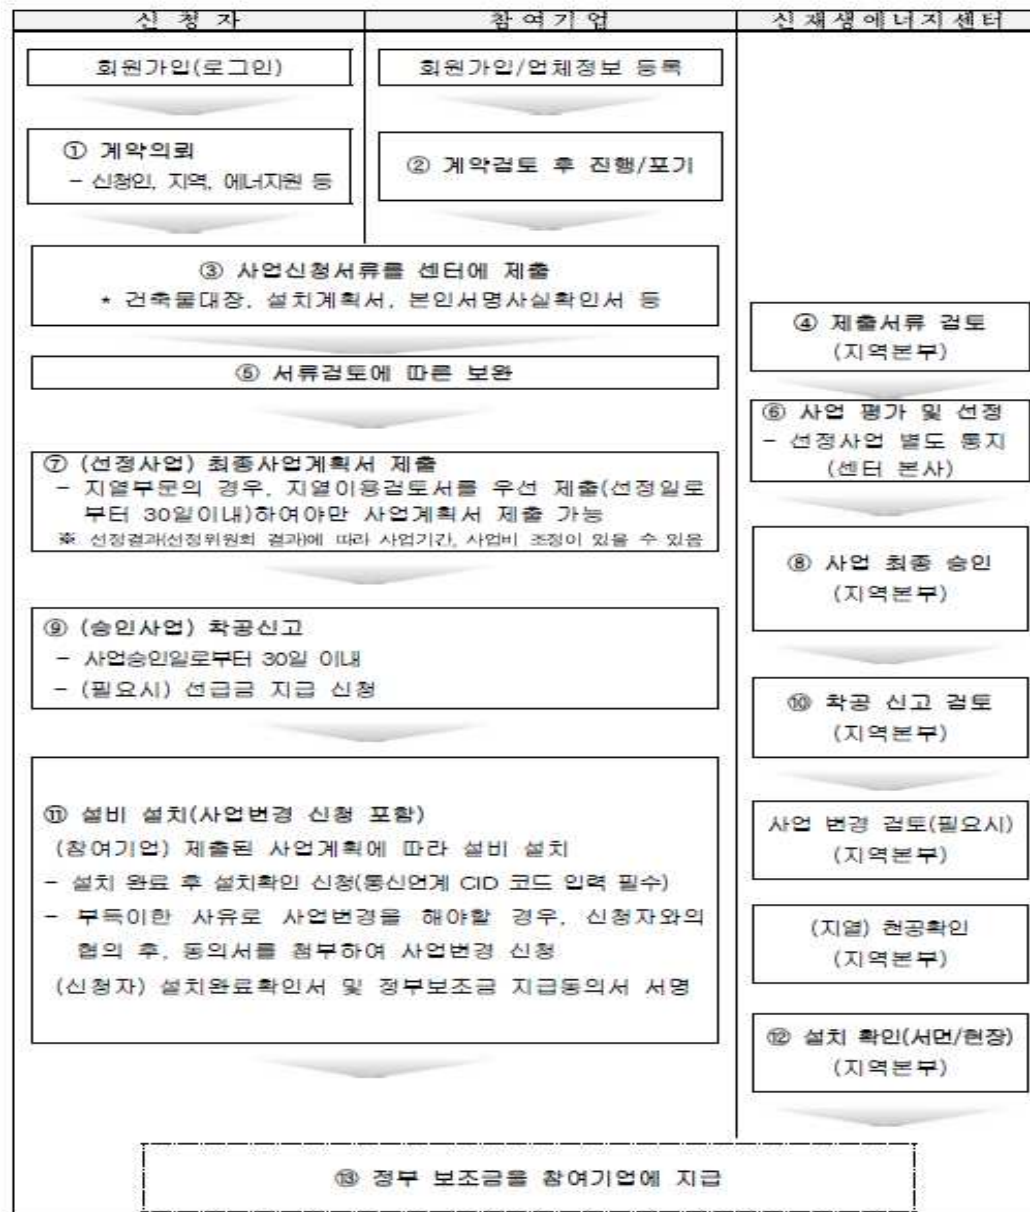 신 청 자
참 여 기 업
신 재 생 에 너 지 센 터
회원가입(로그인)
회원가입/업체정보 등록
① 계약의뢰
- 신청인, 지역, 에너지원 등
② 계약검토 후 진행/포기
③ 사업신청서류를 센터에 제출
* 건축물대장, 설치계획서, 본인서명사실확인서 등
④ 제출서류 검토
(지역본부)
⑤ 서류검토에 따른 보완
⑥ 사업 평가 및 선정
- 선정사업 별도 통지
(센터 본사)
⑦ (선정사업) 최종사업계획서 제출
- 지열부문의 경우, 지열이용검토서를 우선 제출(선정일로
부터 30일이내)하여야만 사업계획서 제출 가능
※ 선정결과(선정위원회 결과)에 따라 사업기간, 사업비 조정이 있을 수 있음
⑧ 사업 최종 승인
(지역본부)
⑨ (승인사업) 착공신고
- 사업승인일로부터 30일 이내
- (필요시) 선급금 지급 신청
⑩ 착공 신고 검토
(지역본부)
⑪ 설비 설치(사업변경 신청 포함)
(참여기업) 제출된 사업계획에 따라 설비 설치
- 설치 완료 후 설치확인 신청(통신연계 CID 코드 입력 필수)
- 부득이한 사유로 사업변경을 해야할 경우, 신청자와의
협의 후, 동의서를 첨부하여 사업변경 신청
(신청자) 설치완료확인서 및 정부보조금 지급동의서 서명
사업 변경 검토(필요시)
(지역본부)
(지열) 천공확인
(지역본부)
⑫ 설치 확인(서면/현장)
(지역본부)
⑬ 정부 보조금을 참여기업에 지급